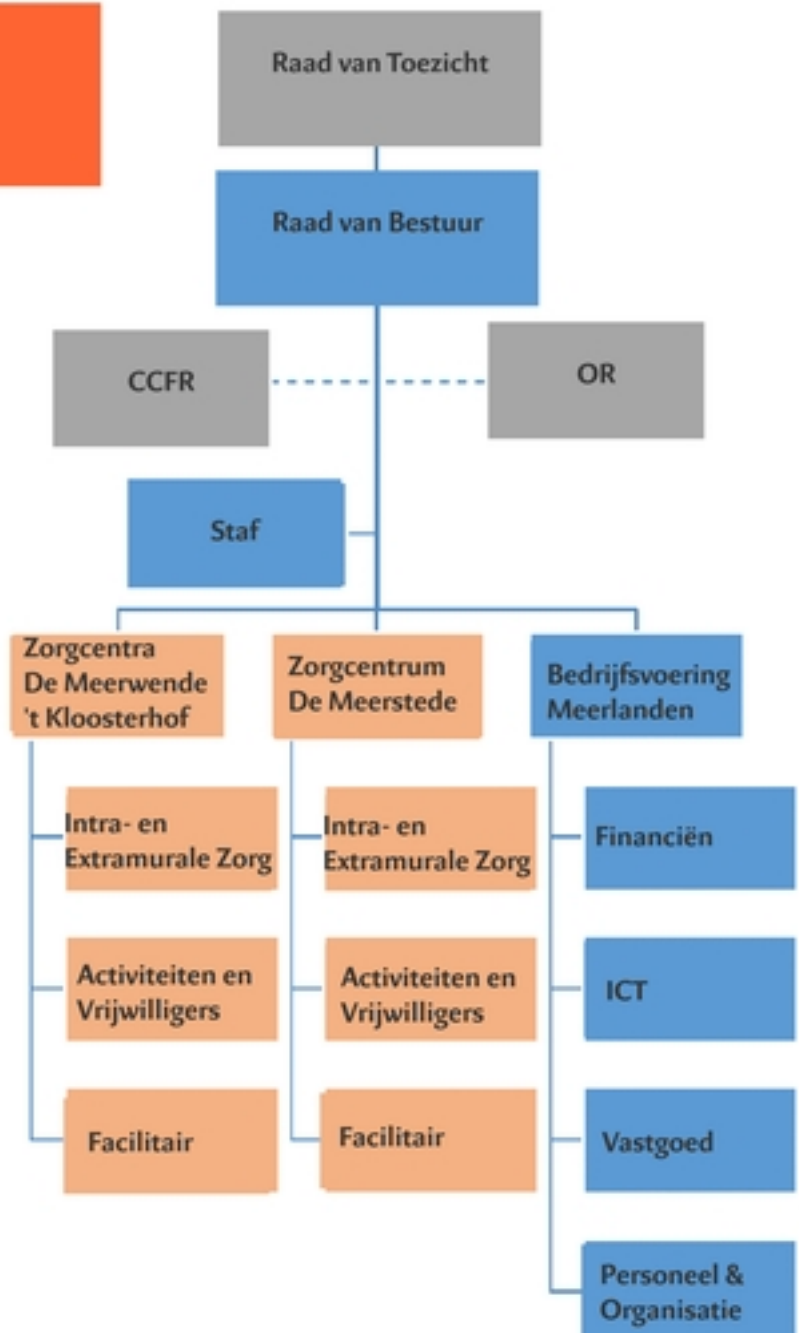 Raad van Toezicht
Raad van Bestuur
CCFR
OR
Staf
Zorgcentra
De Meerwende
't Kloosterhof
Zorgcentrum
De Meerstede
Bedrijfsvoering
Meerlanden
Intra- en
Extramurale Zorg
Intra- en
Extramurale Zorg
Financiën
Activiteiten en
Vrijwilligers
Activiteiten en
Vrijwilligers
ICT
Facilitair
Facilitair
Vastgoed
Personeel &
Organisatie